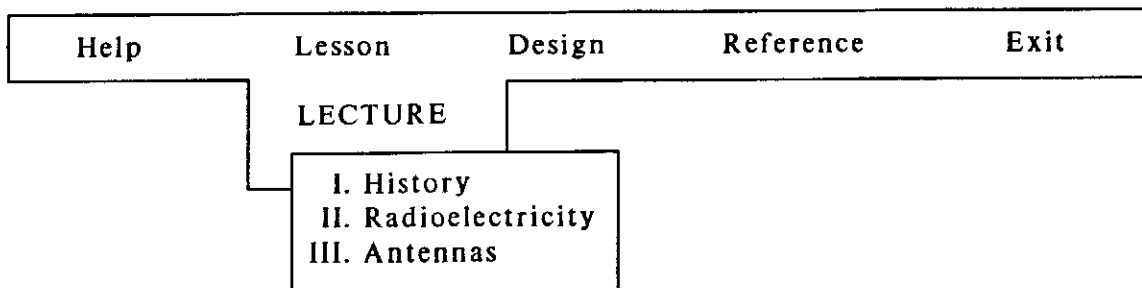 Help Lesson Design Reference Exit
LECTURE
I. History
II. Radioelectricity
III. Antennas